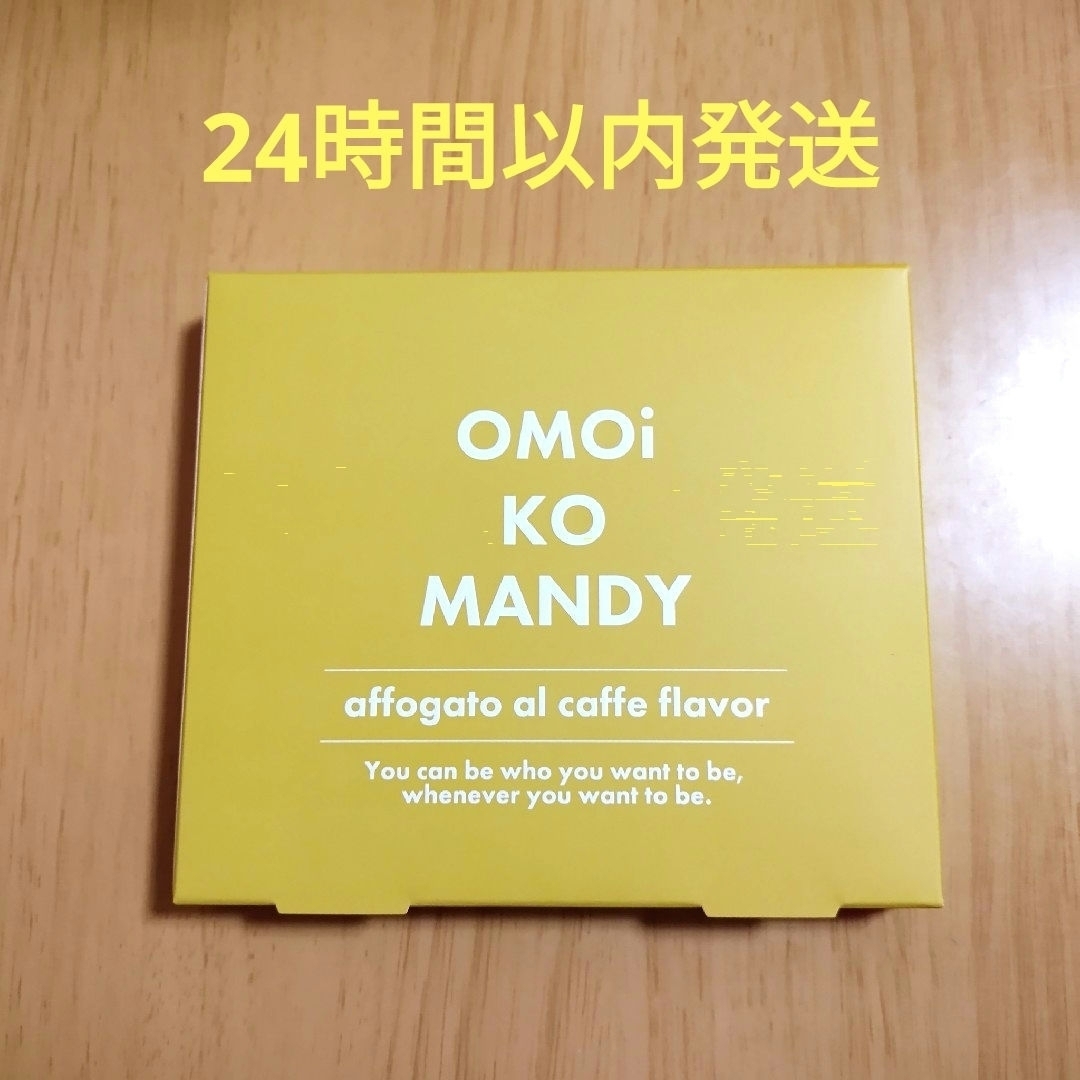 24時間以内発送
OMOi
KO
MANDY
affogato al caffe flavor
You can be who you want to be,
whenever you want to be.